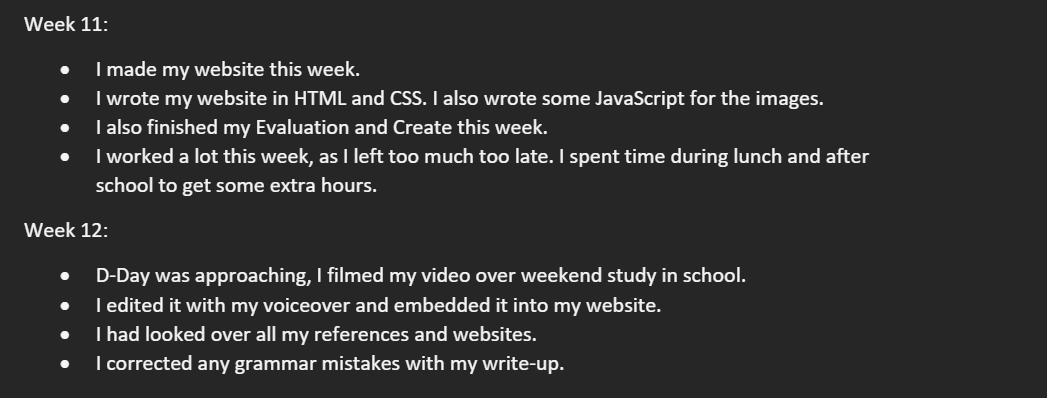 Week 11:
• I made my website this week.
• I wrote my website in HTML and CSS. I also wrote some JavaScript for the images.
• I also finished my Evaluation and Create this week.
• I worked a lot this week, as I left too much too late. I spent time during lunch and after
school to get some extra hours.
Week 12:
• D-Day was approaching, I filmed my video over weekend study in school.
• I edited it with my voiceover and embedded it into my website.
• I had looked over all my references and websites.
• I corrected any grammar mistakes with my write-up.